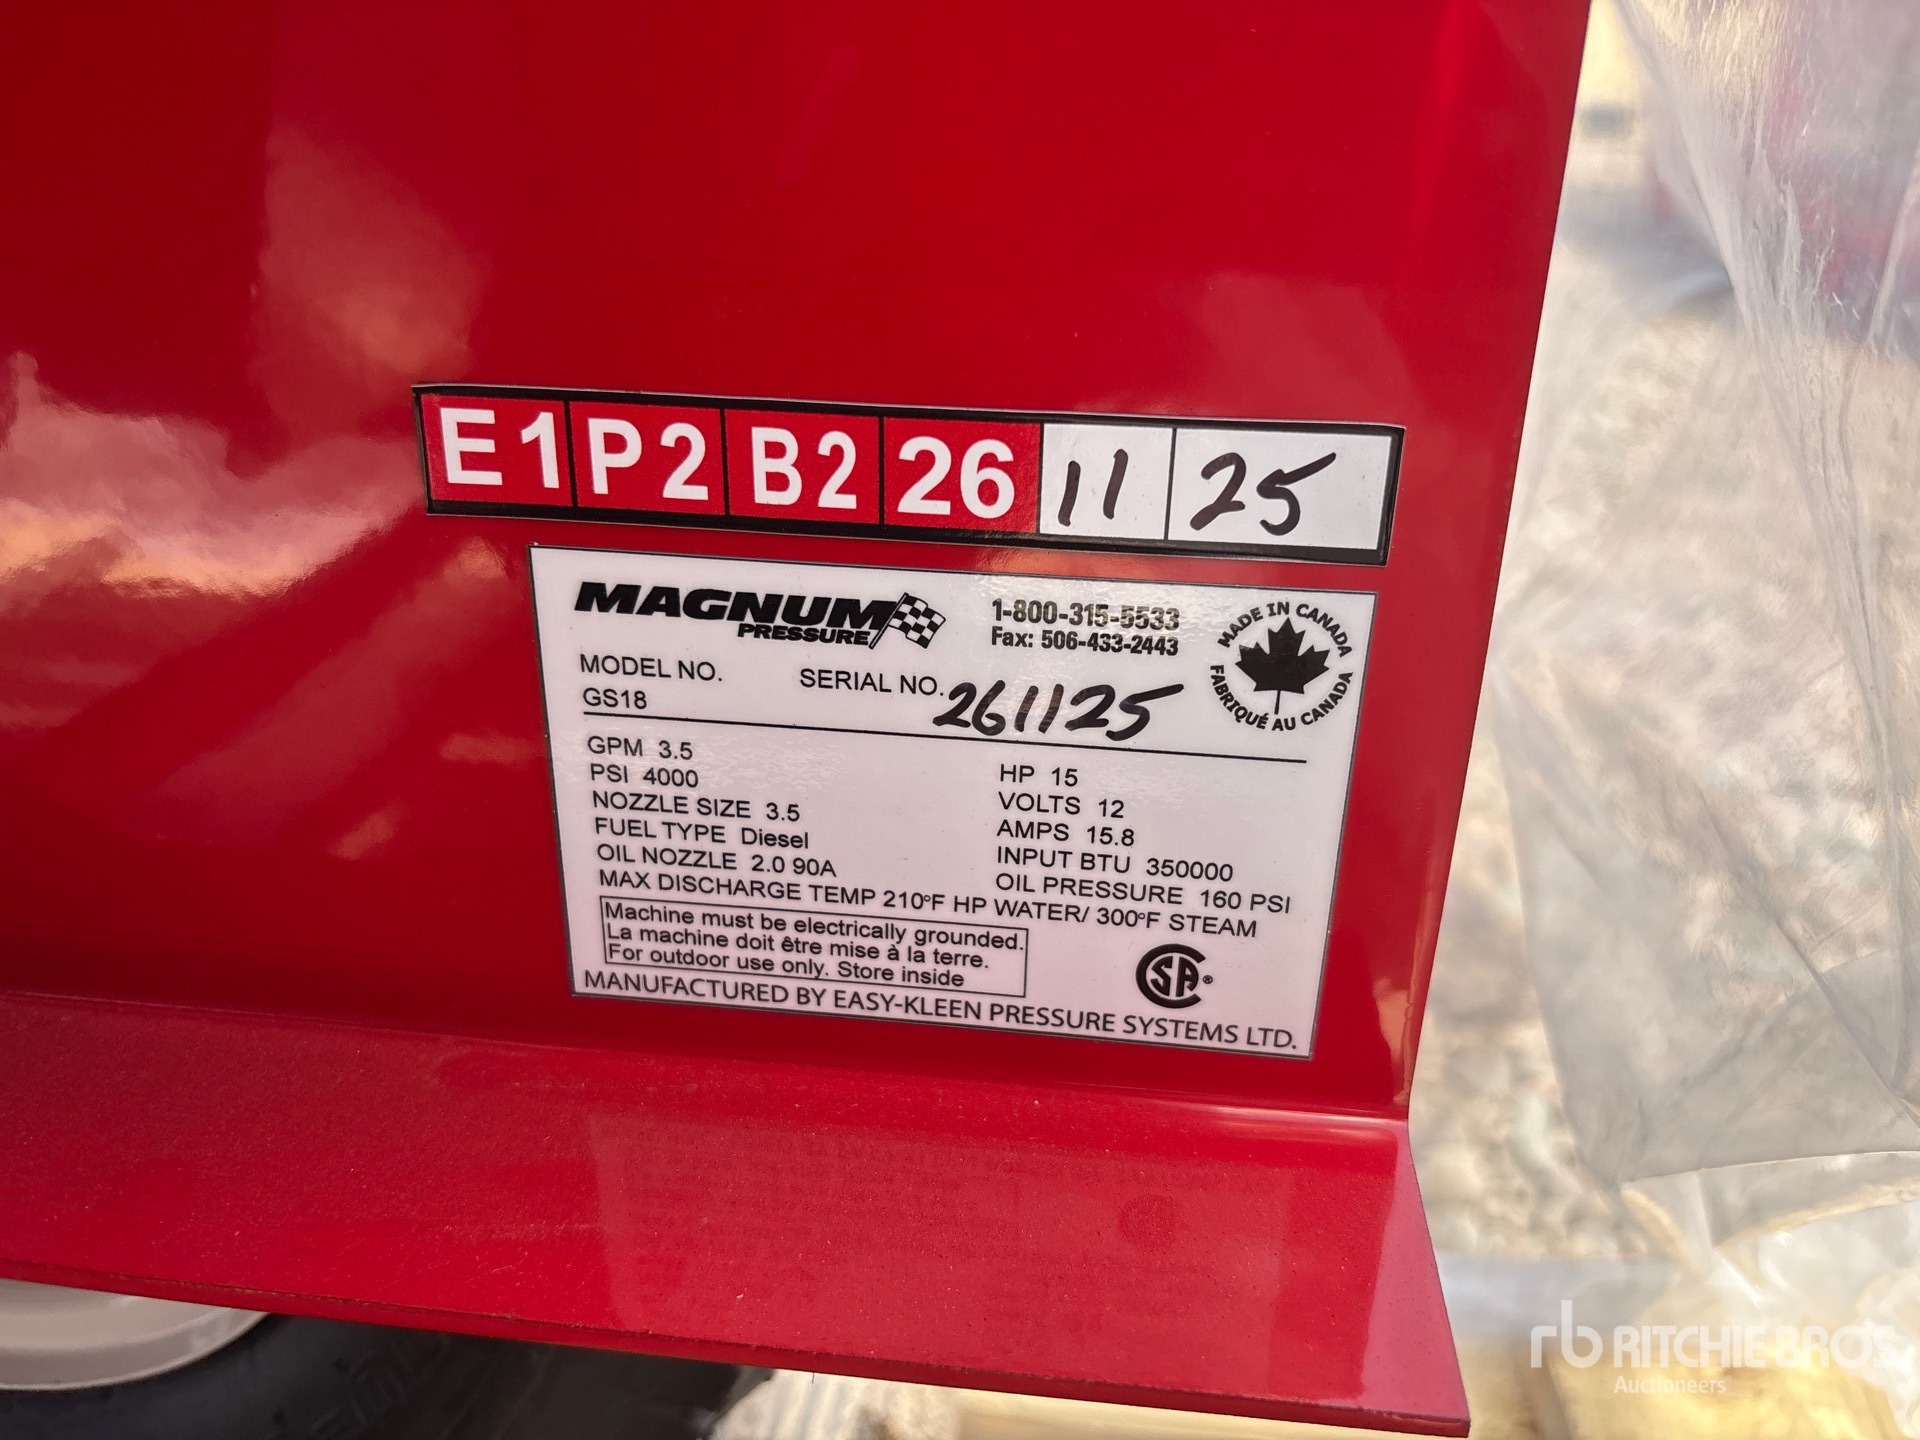 E1 P2 B2 26 11 25
MAGNUM PRESSURE
1-800-315-5533
Fax: 506-433-2443
MADE IN CANADA
FABRIQUÉ AU CANADA
MODEL NO.
GS18
SERIAL NO. 261125
GPM 3.5
PSI 4000
NOZZLE SIZE 3.5
FUEL TYPE Diesel
OIL NOZZLE 2.0 90A
HP 15
VOLTS 12
AMPS 15.8
INPUT BTU 350000
OIL PRESSURE 160 PSI
MAX DISCHARGE TEMP 210°F HP WATER/ 300°F STEAM
Machine must be electrically grounded.
La machine doit être mise à la terre.
For outdoor use only. Store inside
CSA®
MANUFACTURED BY EASY-KLEEN PRESSURE SYSTEMS LTD.
rb RITCHIE BROS
Auctioneers